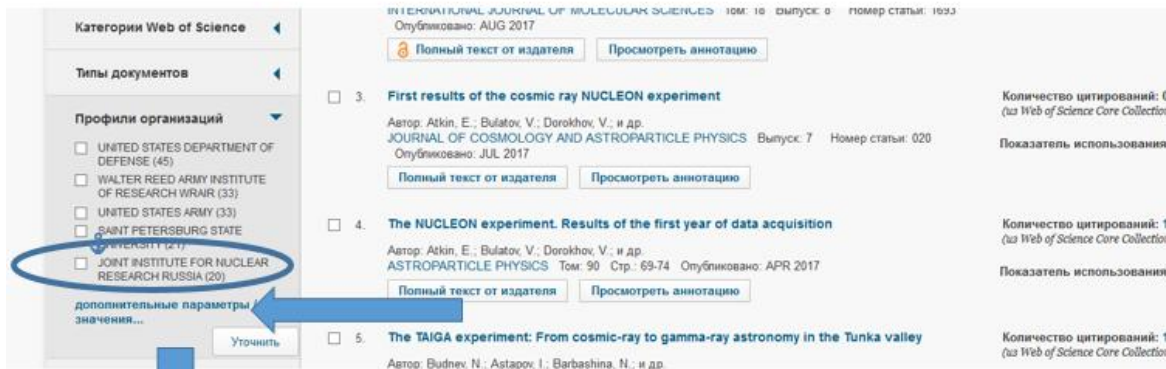 Категории Web of Science
Типы документов
Профили организаций
UNITED STATES DEPARTMENT OF
DEFENSE (45)
WALTER REED ARMY INSTITUTE
OF RESEARCH WRAIR (33)
UNITED STATES ARMY (33)
SAINT PETERSBURG STATE
UNIVERSITY (21)
JOINT INSTITUTE FOR NUCLEAR
RESEARCH RUSSIA (20)
дополнительные параметры /
значения...
Уточнить
INTERNATIONAL JOURNAL OF MOLECULAR SCIENCES Том: 18 Выпуск: 8 Номер статьи: 1693
Опубликовано: AUG 2017
Полный текст от издателя Просмотреть аннотацию
3. First results of the cosmic ray NUCLEON experiment
Автор: Atkin, E.; Bulatov, V.; Dorokhov, V.; и др.
JOURNAL OF COSMOLOGY AND ASTROPARTICLE PHYSICS Выпуск: 7 Номер статьи: 020
Опубликовано: JUL 2017
Полный текст от издателя Просмотреть аннотацию
Количество цитирований: 0
(из Web of Science Core Collection
Показатель использования
4. The NUCLEON experiment. Results of the first year of data acquisition
Автор: Atkin, E.; Bulatov, V.; Dorokhov, V.; и др.
ASTROPARTICLE PHYSICS Том: 90 Стр.: 69-74 Опубликовано: APR 2017
Полный текст от издателя Просмотреть аннотацию
Количество цитирований: 1
(из Web of Science Core Collection
Показатель использования
5. The TAIGA experiment: From cosmic-ray to gamma-ray astronomy in the Tunka valley
Автор: Budnev, N.; Astapov, I.; Barbashina, N.; и др.
Количество цитирований: 1
(из Web of Science Core Collection